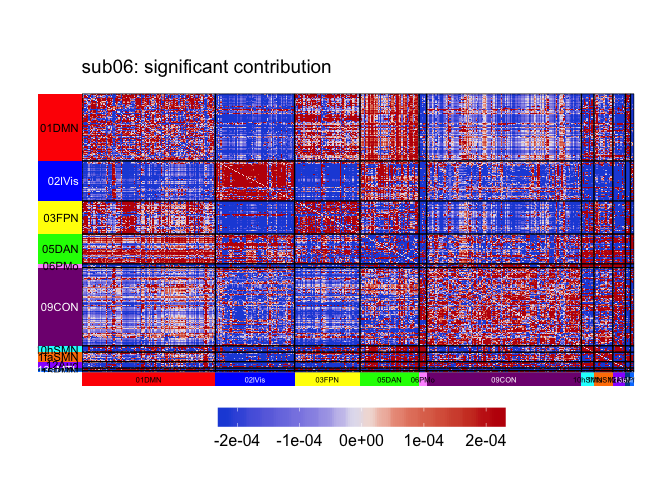 sub06: significant contribution
01DMN
02lVis
03FPN
05DAN
06PMo
09CON
01DMN
02lVis
03FPN
05DAN
06PMo
09CON
-2e-04
-1e-04
0e+00
1e-04
2e-04